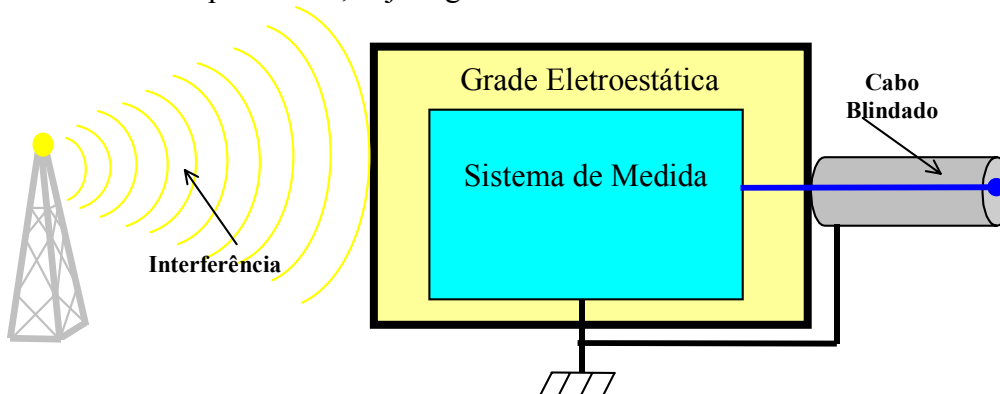 Grade Eletroestática
Cabo
Blindado
Sistema de Medida
Interferência